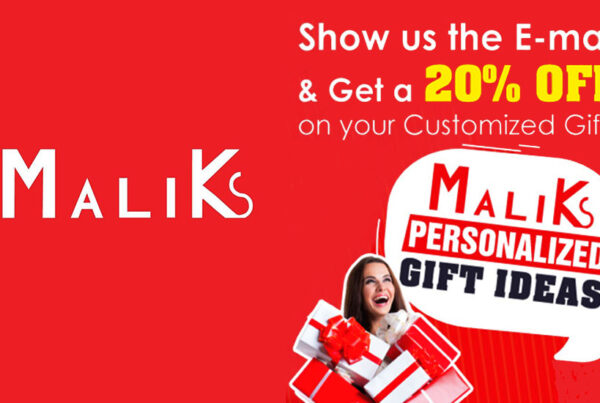 MALIKS
Show us the E-ma
& Get a 20% OF
on your Customized Gif
MALIKS
PERSONALIZED
GIFT IDEAS